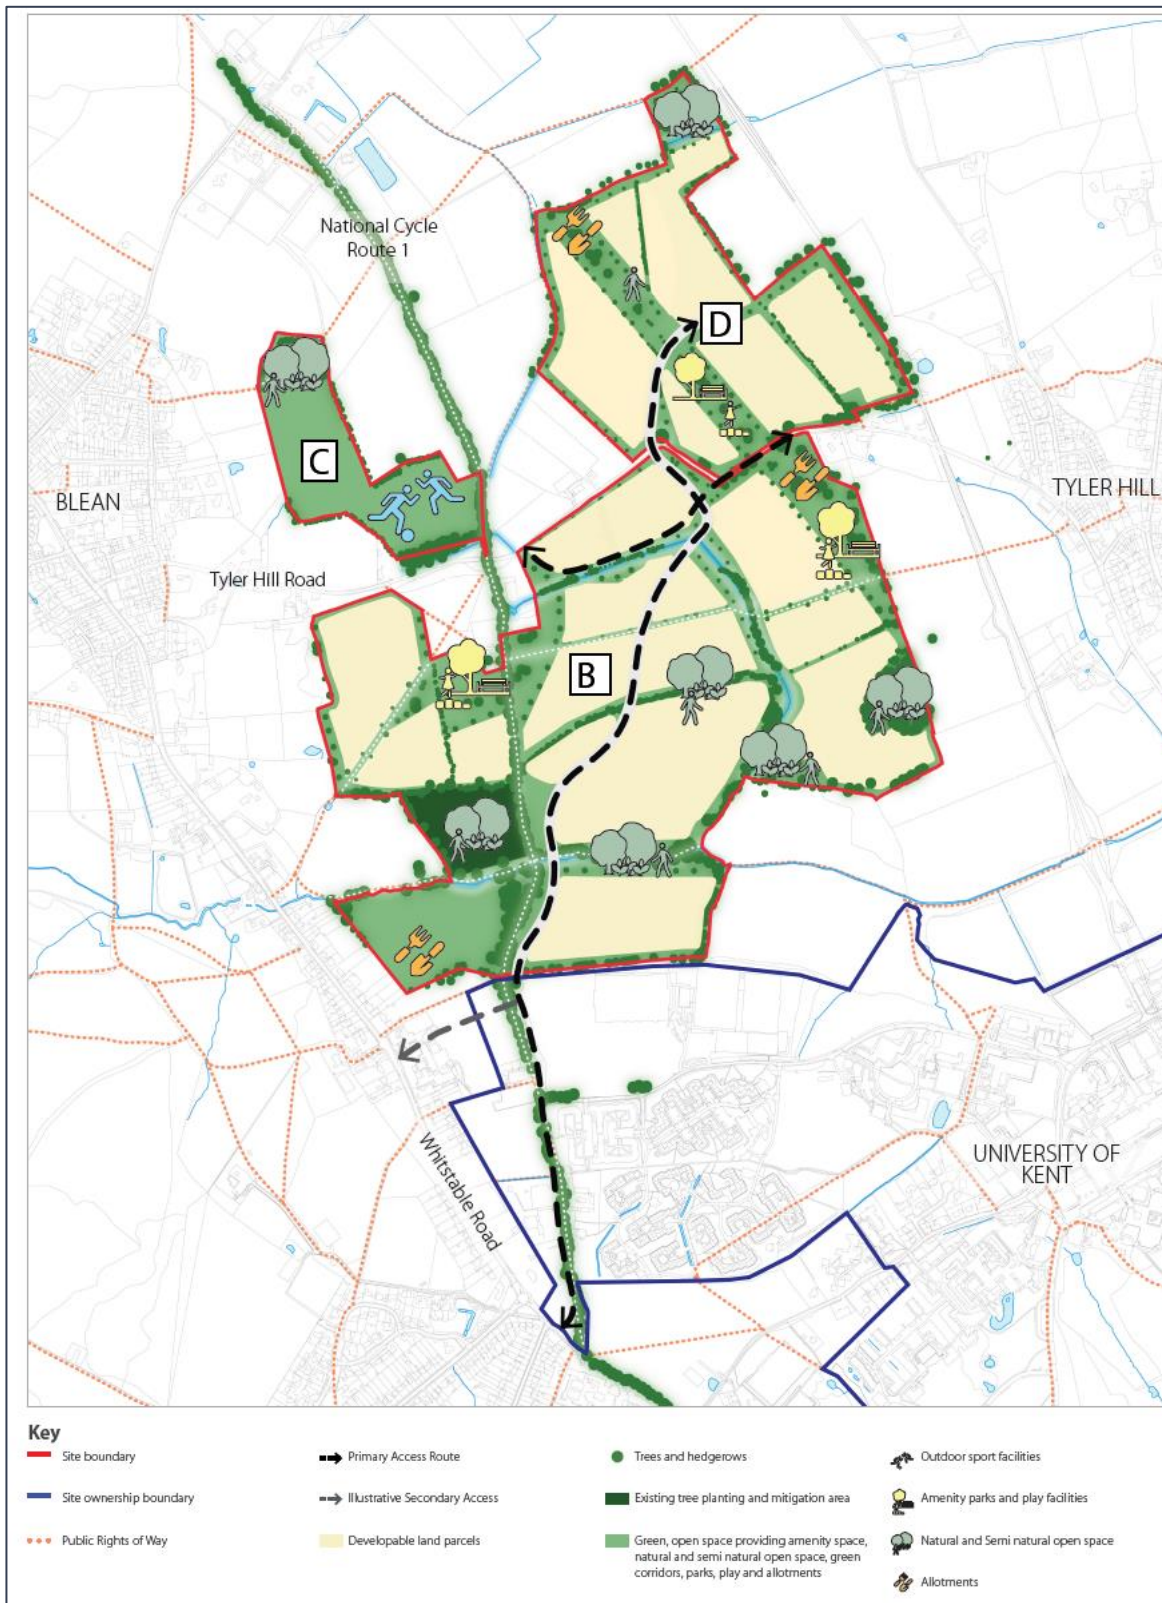 National Cycle
Route 1
D
C
BLEAN
TYLER HILL
Tyler Hill Road
B
UNIVERSITY OF
KENT
Whitstable Road
Key
Site boundary
Primary Access Route
Trees and hedgerows
Outdoor sport facilities
Site ownership boundary
Illustrative Secondary Access
Existing tree planting and mitigation area
Amenity parks and play facilities
Public Rights of Way
Developable land parcels
Green, open space providing amenity space,
natural and semi natural open space, green
corridors, parks, play and allotments
Natural and Semi natural open space
Allotments